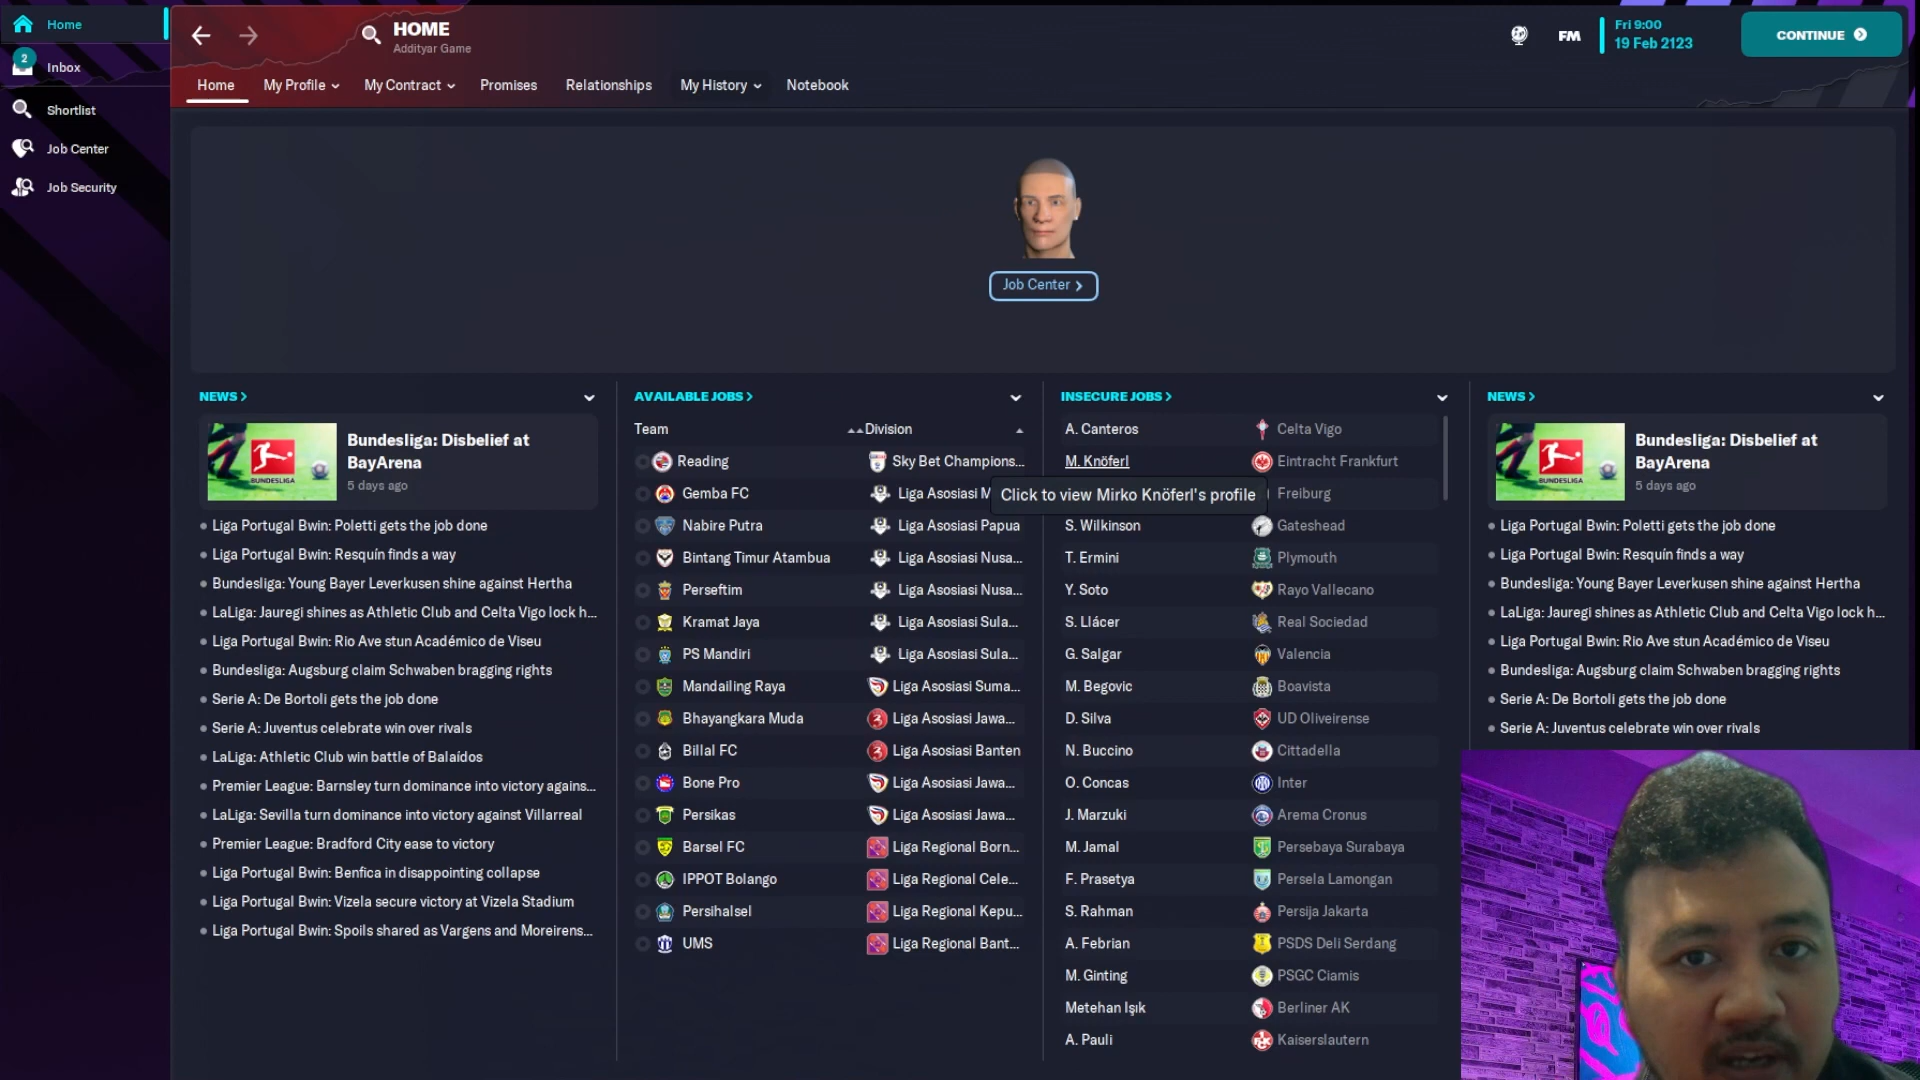 Home
2
Inbox
Shortlist
Job Center
Job Security
HOME
Addityar Game
FM
Fri 9:00
19 Feb 2123
CONTINUE
Home
My Profile
My Contract
Promises
Relationships
My History
Notebook
Job Center
NEWS
BUNDESLIGA
Bundesliga: Disbelief at
BayArena
5 days ago
Liga Portugal Bwin: Poletti gets the job done
Liga Portugal Bwin: Resquín finds a way
Bundesliga: Young Bayer Leverkusen shine against Hertha
LaLiga: Jauregi shines as Athletic Club and Celta Vigo lock h...
Liga Portugal Bwin: Rio Ave stun Académico de Viseu
Bundesliga: Augsburg claim Schwaben bragging rights
Serie A: De Bortoli gets the job done
Serie A: Juventus celebrate win over rivals
LaLiga: Athletic Club win battle of Balaídos
Premier League: Barnsley turn dominance into victory agains...
LaLiga: Sevilla turn dominance into victory against Villarreal
Premier League: Bradford City ease to victory
Liga Portugal Bwin: Benfica in disappointing collapse
Liga Portugal Bwin: Vizela secure victory at Vizela Stadium
Liga Portugal Bwin: Spoils shared as Vargens and Moreirens...
AVAILABLE JOBS
Team Division
Reading Sky Bet Champions...
Gemba FC Liga Asosiasi M
Nabire Putra Liga Asosiasi Papua
Bintang Timur Atambua Liga Asosiasi Nusa...
Perseftim Liga Asosiasi Nusa...
Kramat Jaya Liga Asosiasi Sula...
PS Mandiri Liga Asosiasi Sula...
Mandailing Raya Liga Asosiasi Suma...
Bhayangkara Muda Liga Asosiasi Jawa...
Billal FC Liga Asosiasi Banten
Bone Pro Liga Asosiasi Jawa...
Persikas Liga Asosiasi Jawa...
Barsel FC Liga Regional Born...
IPPOT Bolango Liga Regional Cele...
Persihalsel Liga Regional Kepu...
UMS Liga Regional Bant...
INSECURE JOBS
A. Canteros Celta Vigo
M. Knöferl Eintracht Frankfurt
Click to view Mirko Knöferl's profile
Freiburg
S. Wilkinson Gateshead
T. Ermini Plymouth
Y. Soto Rayo Vallecano
S. Llácer Real Sociedad
G. Salgar Valencia
M. Begovic Boavista
D. Silva UD Oliveirense
N. Buccino Cittadella
O. Concas Inter
J. Marzuki Arema Cronus
M. Jamal Persebaya Surabaya
F. Prasetya Persela Lamongan
S. Rahman Persija Jakarta
A. Febrian PSDS Deli Serdang
M. Ginting PSGC Ciamis
Metehan Işık Berliner AK
A. Pauli Kaiserslautern
NEWS
BUNDESLIGA
Bundesliga: Disbelief at
BayArena
5 days ago
Liga Portugal Bwin: Poletti gets the job done
Liga Portugal Bwin: Resquín finds a way
Bundesliga: Young Bayer Leverkusen shine against Hertha
LaLiga: Jauregi shines as Athletic Club and Celta Vigo lock h...
Liga Portugal Bwin: Rio Ave stun Académico de Viseu
Bundesliga: Augsburg claim Schwaben bragging rights
Serie A: De Bortoli gets the job done
Serie A: Juventus celebrate win over rivals